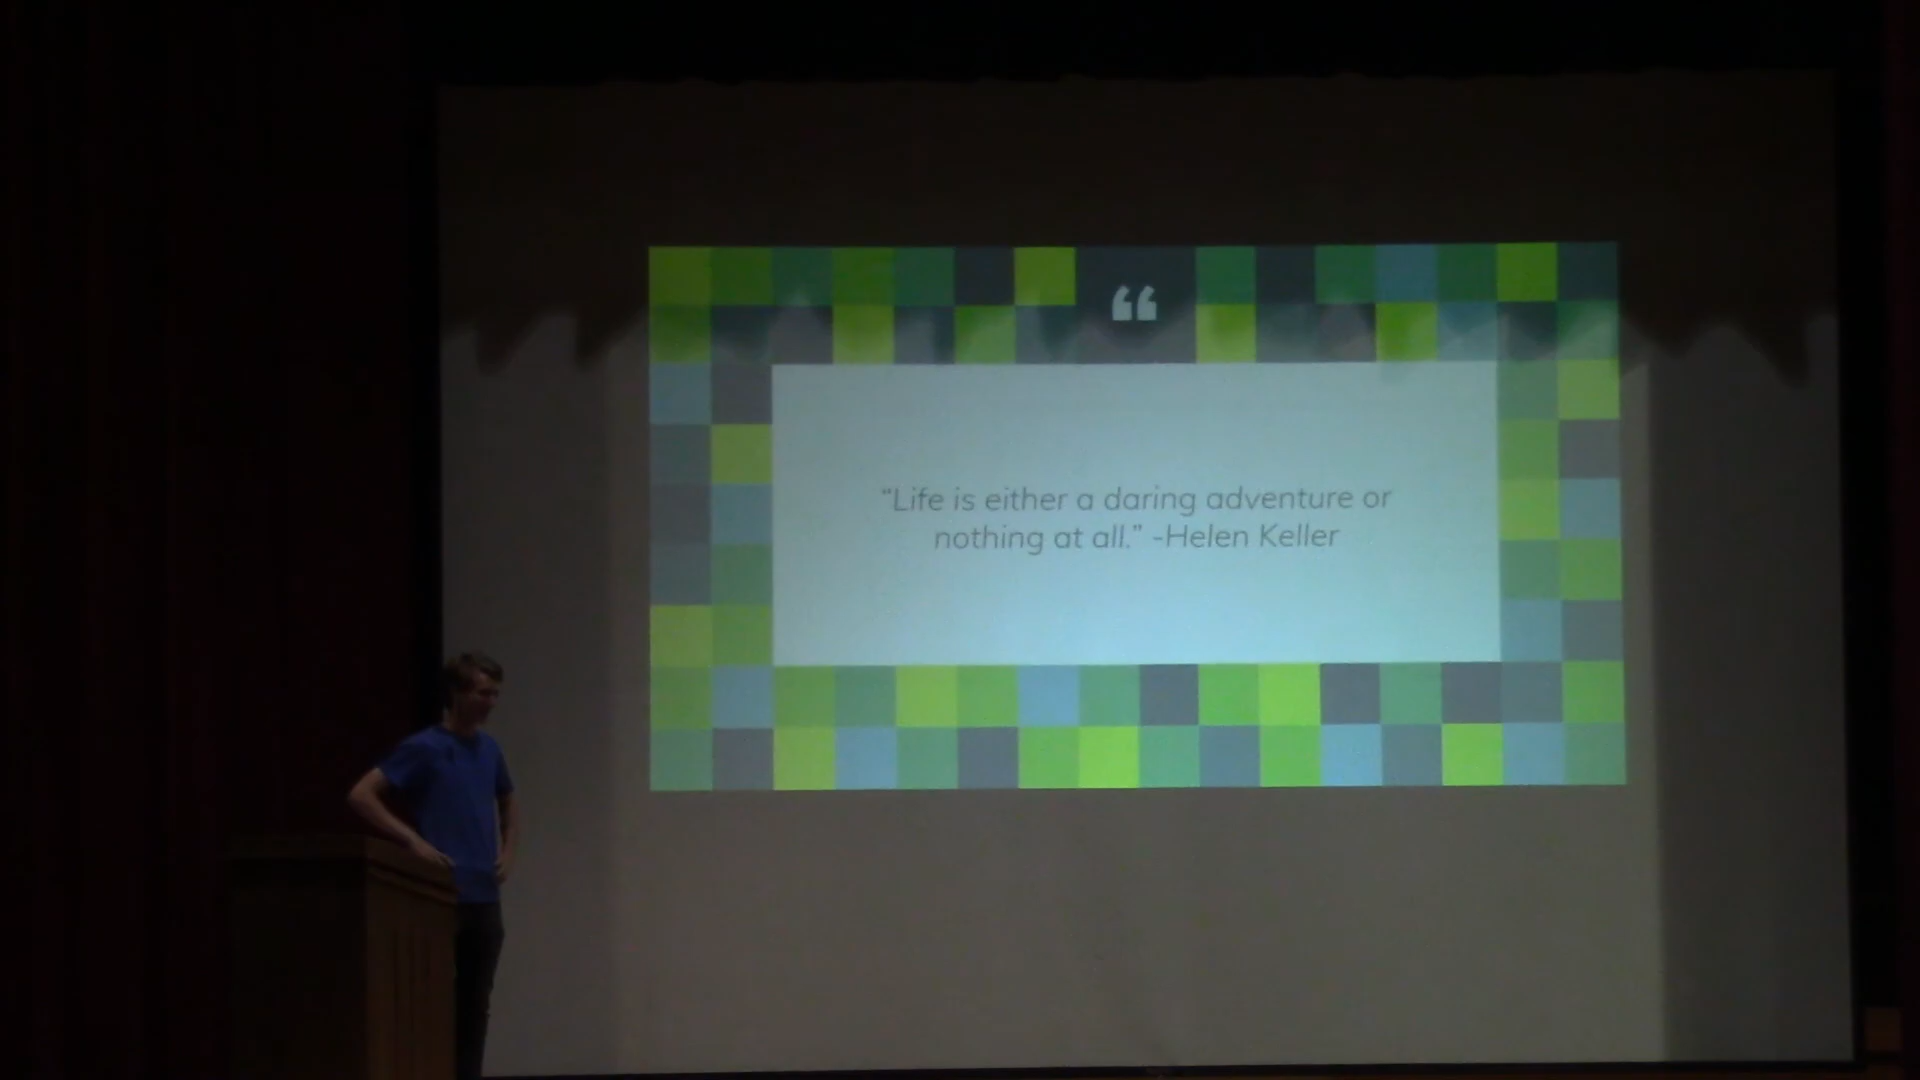 “
“Life is either a daring adventure or
nothing at all.” -Helen Keller